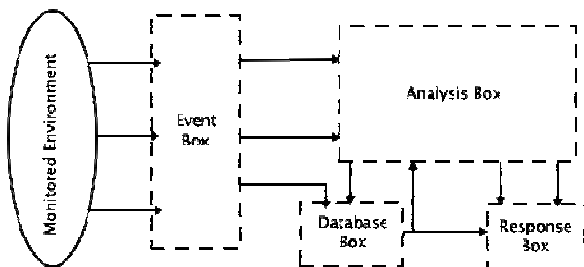 Monitored Environment
Event
Box
Analysis Box
Database
Box
Response
Box